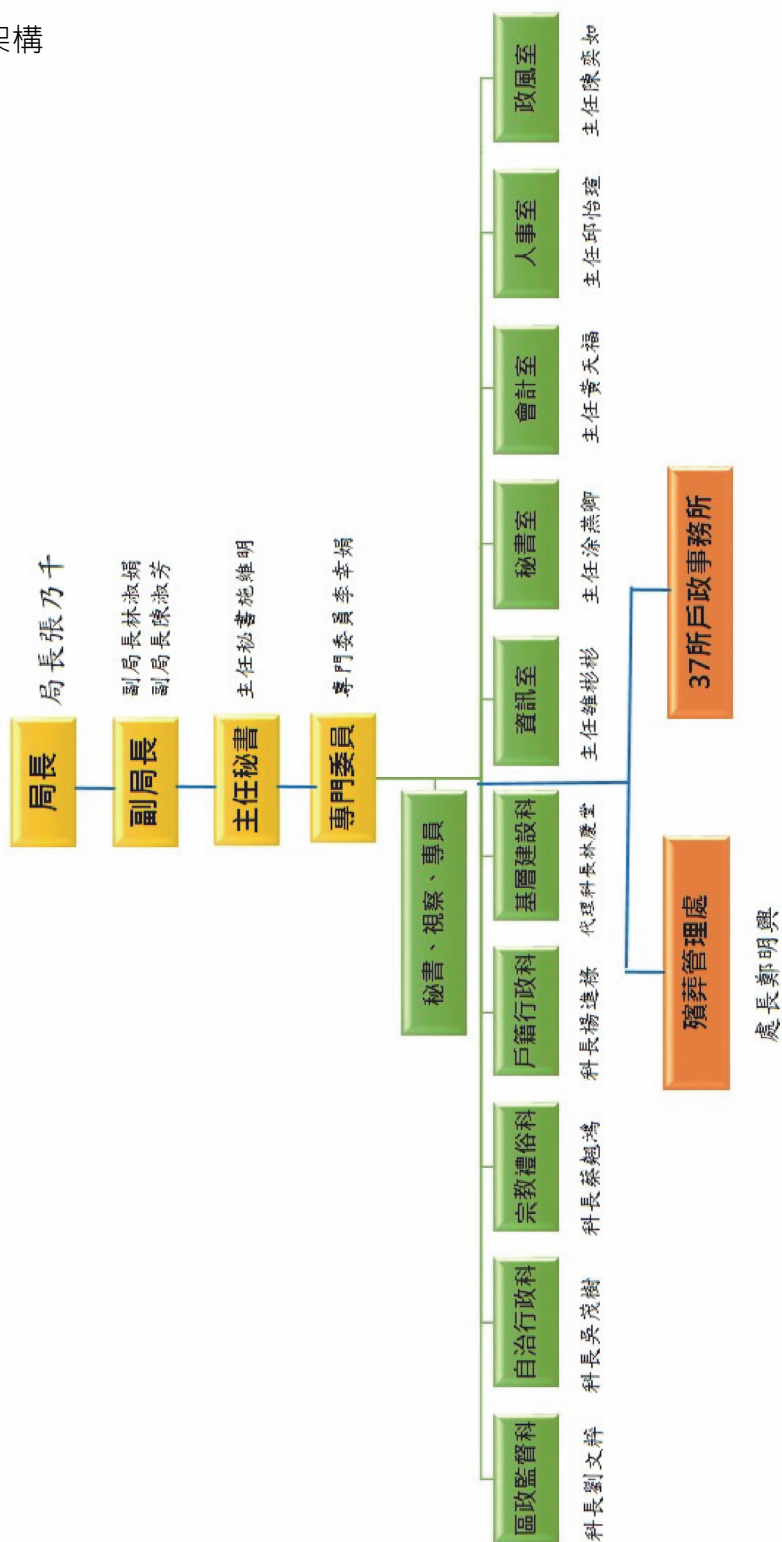 架構
局長
局長張乃千
副局長
副局長林淑娟
副局長陳淑芳
主任秘書
主任秘書施維明
專門委員
專門委員李幸娟
秘書、視察、專員
區政監督科
科長劉文粹
自治行政科
科長吳茂樹
宗教禮俗科
科長蔡翹鴻
戶籍行政科
科長楊進祿
基層建設科
代理科長林慶堂
資訊室
主任雒彬彬
秘書室
主任涂燕卿
會計室
主任黃天福
人事室
主任邱怡瑄
政風室
主任陳奕如
殯葬管理處
處長鄭明興
37所戶政事務所